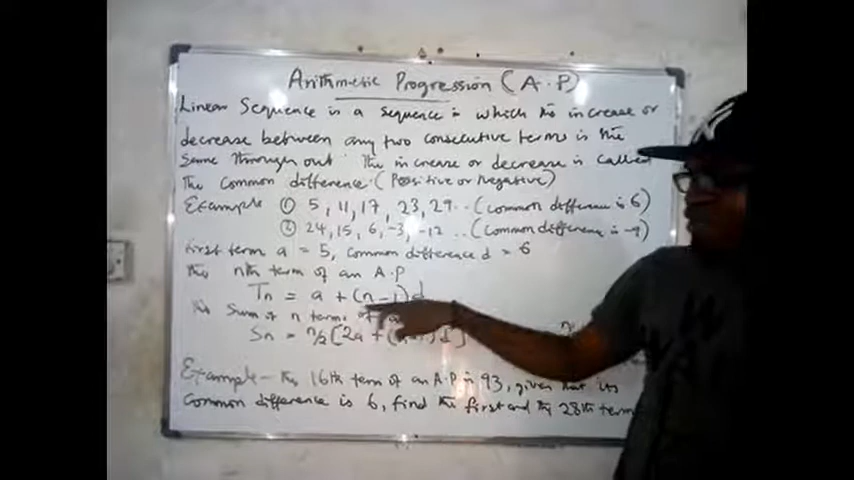 Arithmetic Progression (A.P)
Linear Sequence is a sequence in which the increase or
decrease between any two consecutive terms is the
same throughout. The increase or decrease is called
the common difference. (Positive or Negative)
Example ① 5, 11, 17, 23, 29.. (Common difference is 6)
② 24, 15, 6, -3, -12 .. (Common difference is -9)
First term a = 5, common difference d = 6
The nth term of an A.P
Tn = a + (n-1)d
The Sum of n terms of
Sn = n/2[2a + (n-1)d]
Example - The 16th term of an A.P is 93, given that its
Common difference is 6, find the first and the 28th term